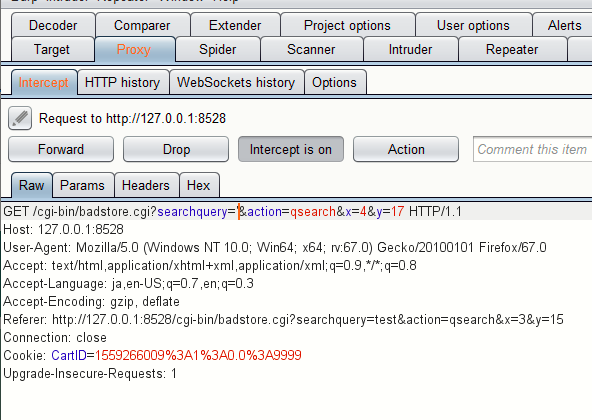 Burp Intruder Repeater Window Help
Decoder Comparer Extender Project options User options Alerts
Target Proxy Spider Scanner Intruder Repeater
Intercept HTTP history WebSockets history Options
Request to http://127.0.0.1:8528
Forward Drop Intercept is on Action Comment this item
Raw Params Headers Hex
GET /cgi-bin/badstore.cgi?searchquery='&action=qsearch&x=4&y=17 HTTP/1.1
Host: 127.0.0.1:8528
User-Agent: Mozilla/5.0 (Windows NT 10.0; Win64; x64; rv:67.0) Gecko/20100101 Firefox/67.0
Accept: text/html,application/xhtml+xml,application/xml;q=0.9,*/*;q=0.8
Accept-Language: ja,en-US;q=0.7,en;q=0.3
Accept-Encoding: gzip, deflate
Referer: http://127.0.0.1:8528/cgi-bin/badstore.cgi?searchquery=test&action=qsearch&x=3&y=15
Connection: close
Cookie: CartID=1559266009%3A1%3A0.0%3A9999
Upgrade-Insecure-Requests: 1